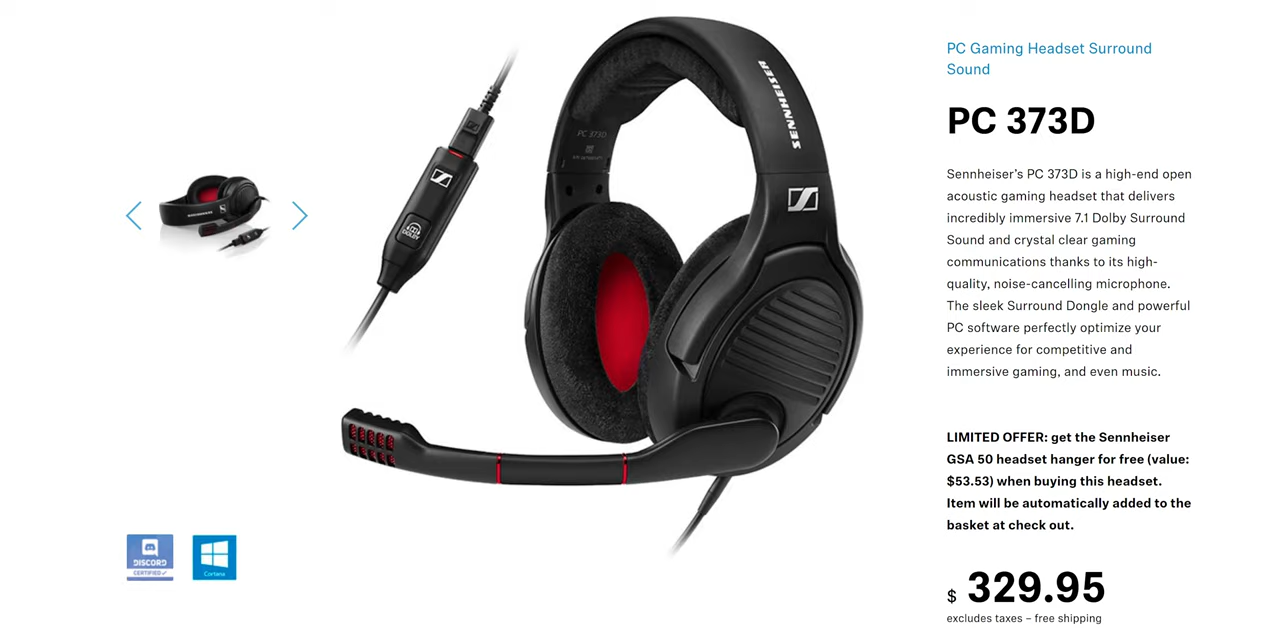 PC Gaming Headset Surround
Sound
PC 373D
Sennheiser's PC 373D is a high-end open
acoustic gaming headset that delivers
incredibly immersive 7.1 Dolby Surround
Sound and crystal clear gaming
communications thanks to its high-
quality, noise-cancelling microphone.
The sleek Surround Dongle and powerful
PC software perfectly optimize your
experience for competitive and
immersive gaming, and even music.
LIMITED OFFER: get the Sennheiser
GSA 50 headset hanger for free (value:
$53.53) when buying this headset.
Item will be automatically added to the
basket at check out.
$ 329.95
excludes taxes – free shipping
SENNHEISER
PC 373D
DOLBY
DISCORD
CERTIFIED ✓
Cortana